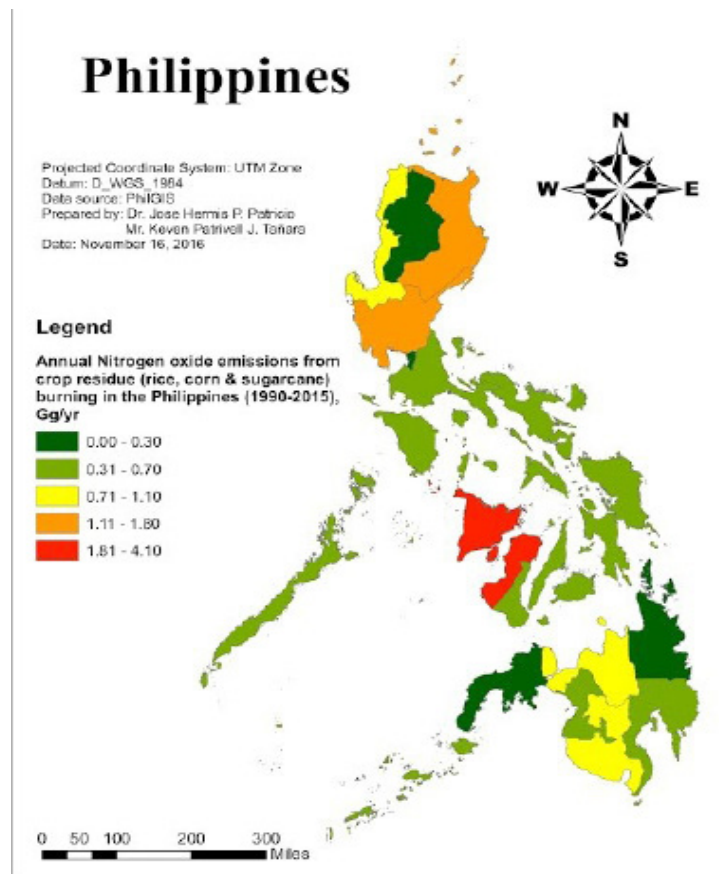 Philippines
Projected Coordinate System: UTM Zone
Datum: D_WGS_1984
Data source: PhilGIS
Prepared by: Dr. Jose Hermis P. Patricio
Mr. Keven Patrivell J. Tañara
Date: November 16, 2016
N
W
E
S
Legend
Annual Nitrogen oxide emissions from
crop residue (rice, corn & sugarcane)
burning in the Philippines (1990-2015),
Gg/yr
0.00 - 0.30
0.31 - 0.70
0.71 - 1.10
1.11 - 1.80
1.81 - 4.10
0 50 100 200 300
Miles